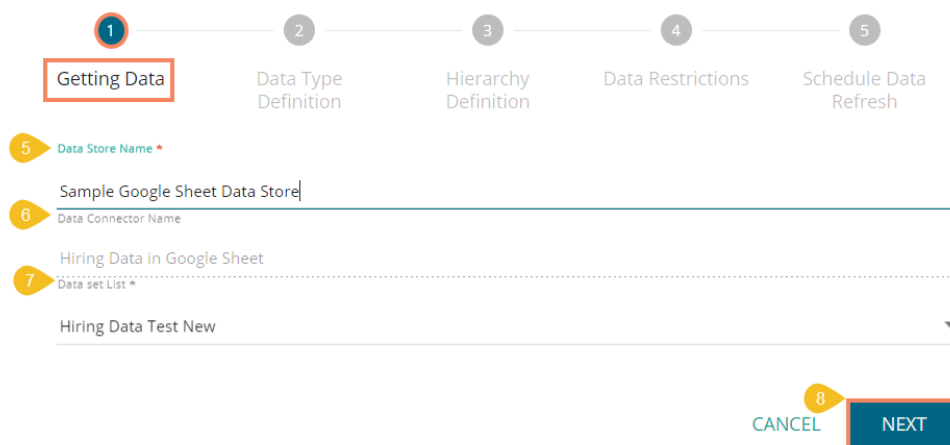 1 2 3 4 5
Getting Data Data Type Hierarchy Data Restrictions Schedule Data
Definition Definition Refresh
5 Data Store Name *
Sample Google Sheet Data Store
6 Data Connector Name
Hiring Data in Google Sheet
7 Data set List *
Hiring Data Test New
8
CANCEL NEXT